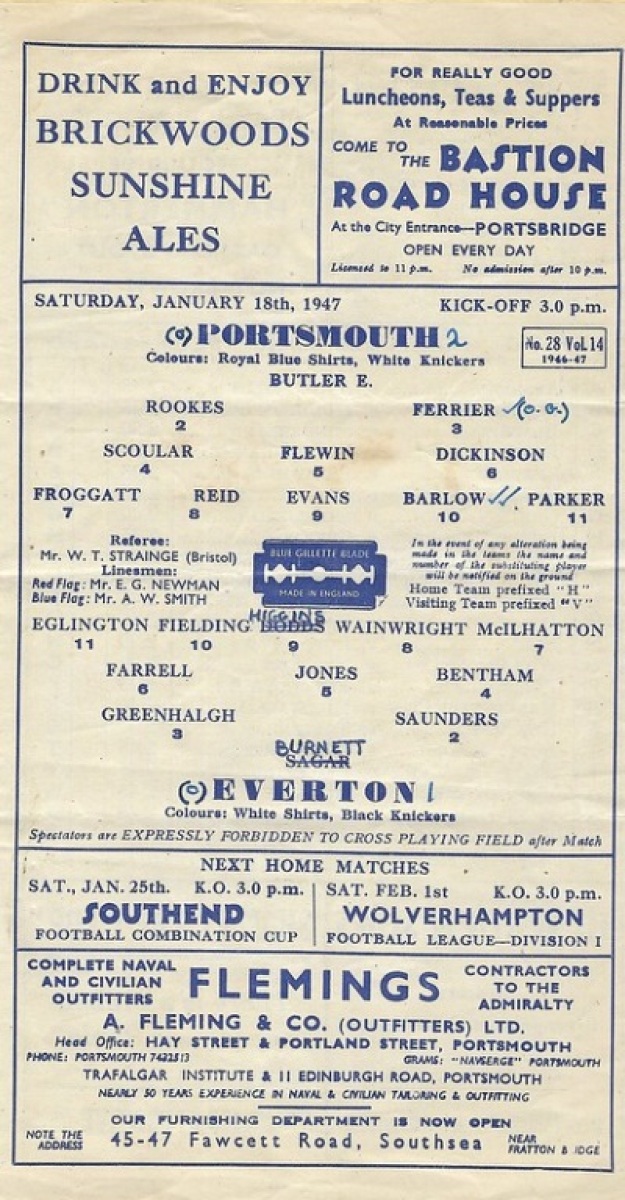 DRINK and ENJOY
BRICKWOODS
SUNSHINE
ALES
FOR REALLY GOOD
Luncheons, Teas & Suppers
At Reasonable Prices
COME TO THE BASTION
ROAD HOUSE
At the City Entrance—PORTSBRIDGE
OPEN EVERY DAY
Licensed to 11 p.m. No admission after 10 p.m.
SATURDAY, JANUARY 18th, 1947 KICK-OFF 3.0 p.m.
(0) PORTSMOUTH 2
No. 28 Vol. 14
1946-47
Colours: Royal Blue Shirts, White Knickers
BUTLER E.
ROOKES FERRIER ✓(o.g.)
2 3
SCOULAR FLEWIN DICKINSON
4 5 6
FROGGATT REID EVANS BARLOW ✓✓ PARKER
7 8 9 10 11
Referee:
Mr. W. T. STRAINGE (Bristol)
Linesmen:
Red Flag: Mr. E. G. NEWMAN
Blue Flag: Mr. A. W. SMITH
BLUE GILLETTE BLADE
MADE IN ENGLAND
In the event of any alteration being
made in the teams the name and
number of the substituting player
will be notified on the ground
Home Team prefixed "H"
Visiting Team prefixed "V"
HIGGINS
EGLINGTON FIELDING DODDS WAINWRIGHT McILHATTON
11 10 9 8 7
FARRELL JONES BENTHAM
6 5 4
GREENHALGH SAUNDERS
3 2
BURNETT
SAGAR
(0) EVERTON 1
Colours: White Shirts, Black Knickers
Spectators are EXPRESSLY FORBIDDEN TO CROSS PLAYING FIELD after Match
NEXT HOME MATCHES
SAT., JAN. 25th. K.O. 3.0 p.m.
SOUTHEND
FOOTBALL COMBINATION CUP
SAT. FEB. 1st K.O. 3.0 p.m.
WOLVERHAMPTON
FOOTBALL LEAGUE—DIVISION I
COMPLETE NAVAL
AND CIVILIAN
OUTFITTERS
FLEMINGS
CONTRACTORS
TO THE
ADMIRALTY
A. FLEMING & CO. (OUTFITTERS) LTD.
Head Office: HAY STREET & PORTLAND STREET, PORTSMOUTH
PHONE: PORTSMOUTH GRAMS: "NAVSERGE" PORTSMOUTH
TRAFALGAR INSTITUTE & 11 EDINBURGH ROAD, PORTSMOUTH
NEARLY 50 YEARS EXPERIENCE IN NAVAL & CIVILIAN TAILORING & OUTFITTING
OUR FURNISHING DEPARTMENT IS NOW OPEN
NOTE THE
ADDRESS
45-47 Fawcett Road, Southsea
NEAR
FRATTON B IDGE